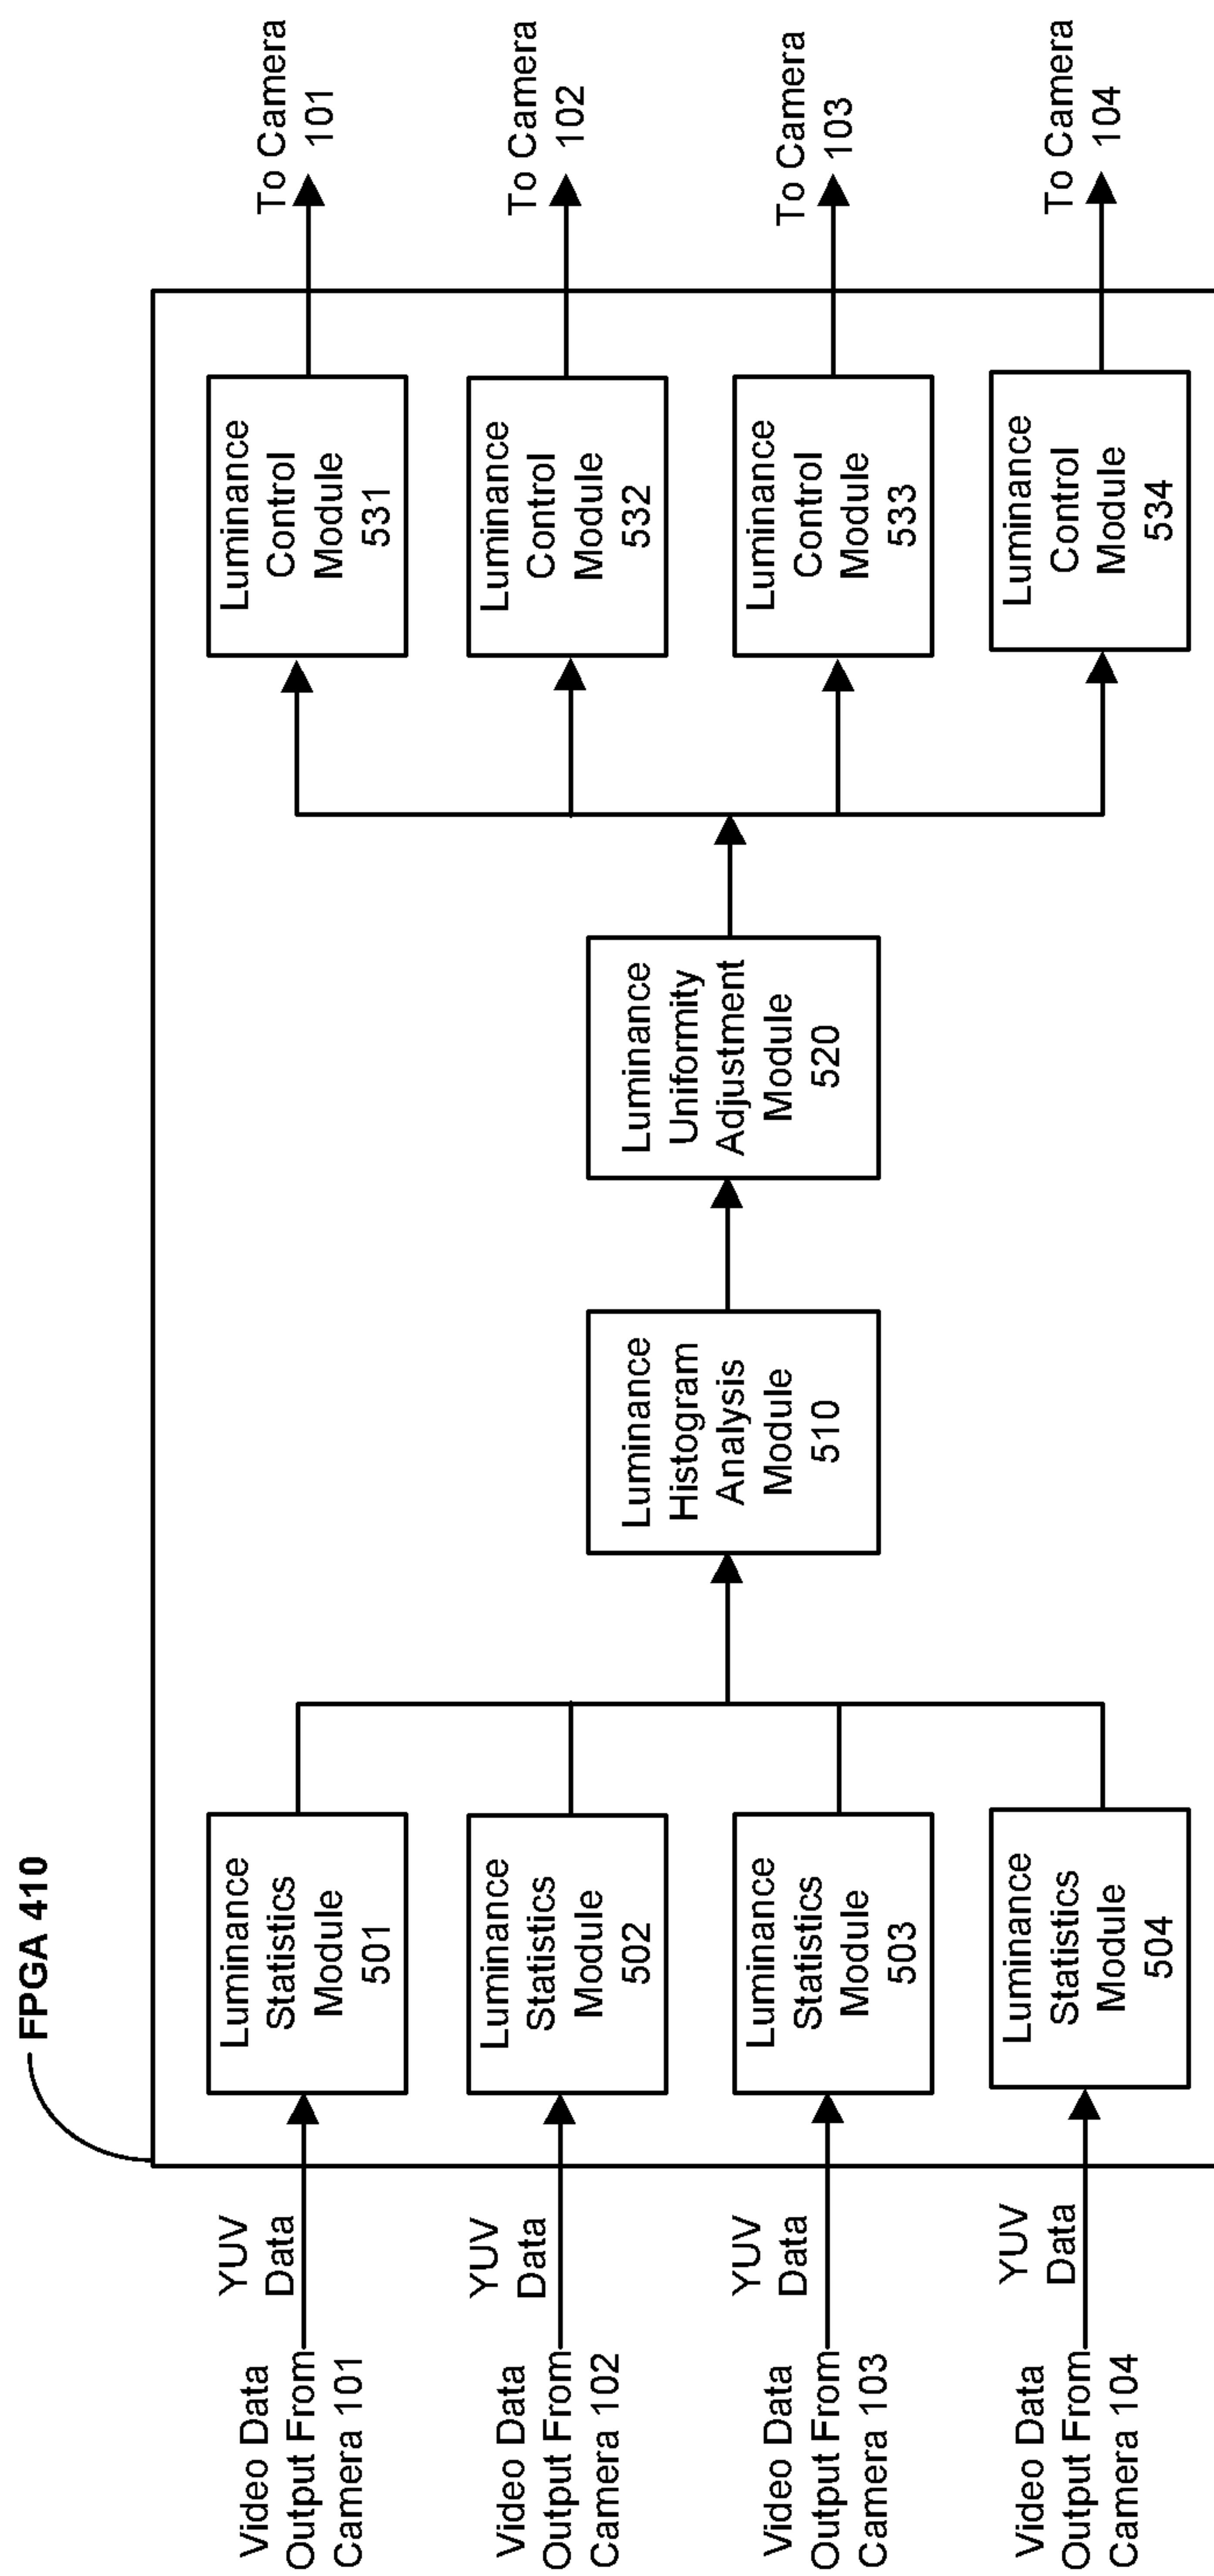 FPGA 410
Video Data
Output From
Camera 101
YUV
Data
Luminance
Statistics
Module
501
Video Data
Output From
Camera 102
YUV
Data
Luminance
Statistics
Module
502
Video Data
Output From
Camera 103
YUV
Data
Luminance
Statistics
Module
503
Video Data
Output From
Camera 104
YUV
Data
Luminance
Statistics
Module
504
Luminance
Histogram
Analysis
Module
510
Luminance
Uniformity
Adjustment
Module
520
Luminance
Control
Module
531
To Camera
101
Luminance
Control
Module
532
To Camera
102
Luminance
Control
Module
533
To Camera
103
Luminance
Control
Module
534
To Camera
104